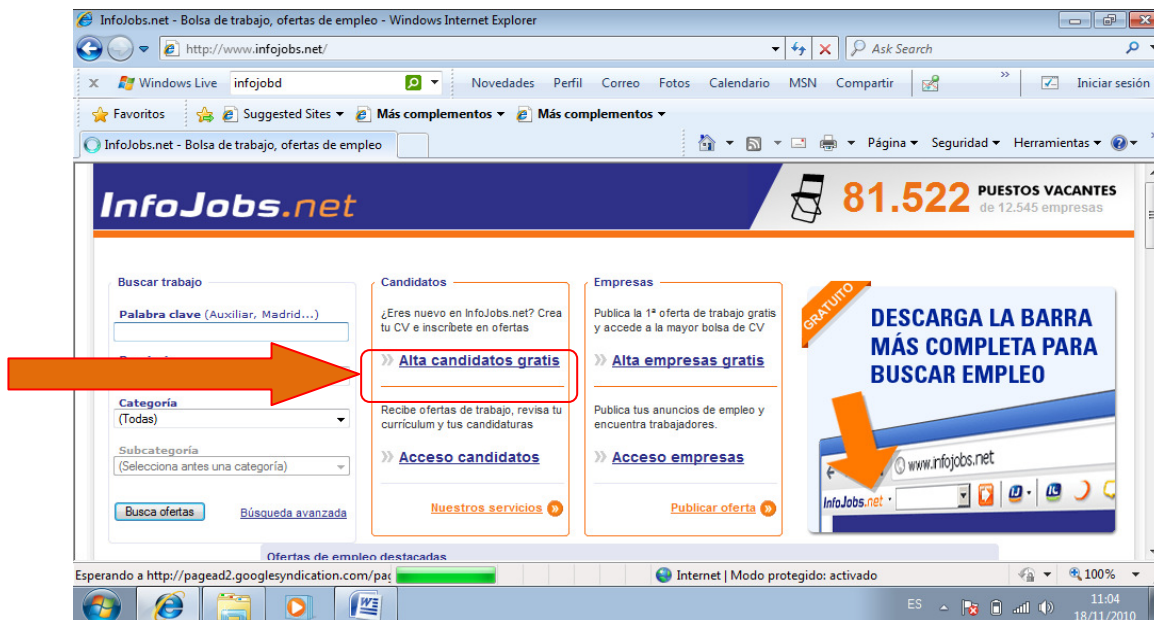 InfoJobs.net - Bolsa de trabajo, ofertas de empleo - Windows Internet Explorer
http://www.infojobs.net/
Ask Search
x Windows Live infojobd Novedades Perfil Correo Fotos Calendario MSN Compartir » Iniciar sesión
Favoritos Suggested Sites Más complementos Más complementos
InfoJobs.net - Bolsa de trabajo, ofertas de empleo
Página Seguridad Herramientas
InfoJobs.net
81.522 PUESTOS VACANTES
de 12.545 empresas
Buscar trabajo
Palabra clave (Auxiliar, Madrid...)
Categoría
(Todas)
Subcategoría
(Selecciona antes una categoría)
Busca ofertas Búsqueda avanzada
Candidatos
¿Eres nuevo en InfoJobs.net? Crea
tu CV e inscríbete en ofertas
» Alta candidatos gratis
Recibe ofertas de trabajo, revisa tu
currículum y tus candidaturas
» Acceso candidatos
Nuestros servicios »
Empresas
Publica la 1ª oferta de trabajo gratis
y accede a la mayor bolsa de CV
» Alta empresas gratis
Publica tus anuncios de empleo y
encuentra trabajadores.
» Acceso empresas
Publicar oferta »
GRATUITO
DESCARGA LA BARRA
MÁS COMPLETA PARA
BUSCAR EMPLEO
www.infojobs.net
InfoJobs.net
Ofertas de empleo destacadas
Esperando a http://pagead2.googlesyndication.com/pag
Internet | Modo protegido: activado
100%
ES
11:04
18/11/2010